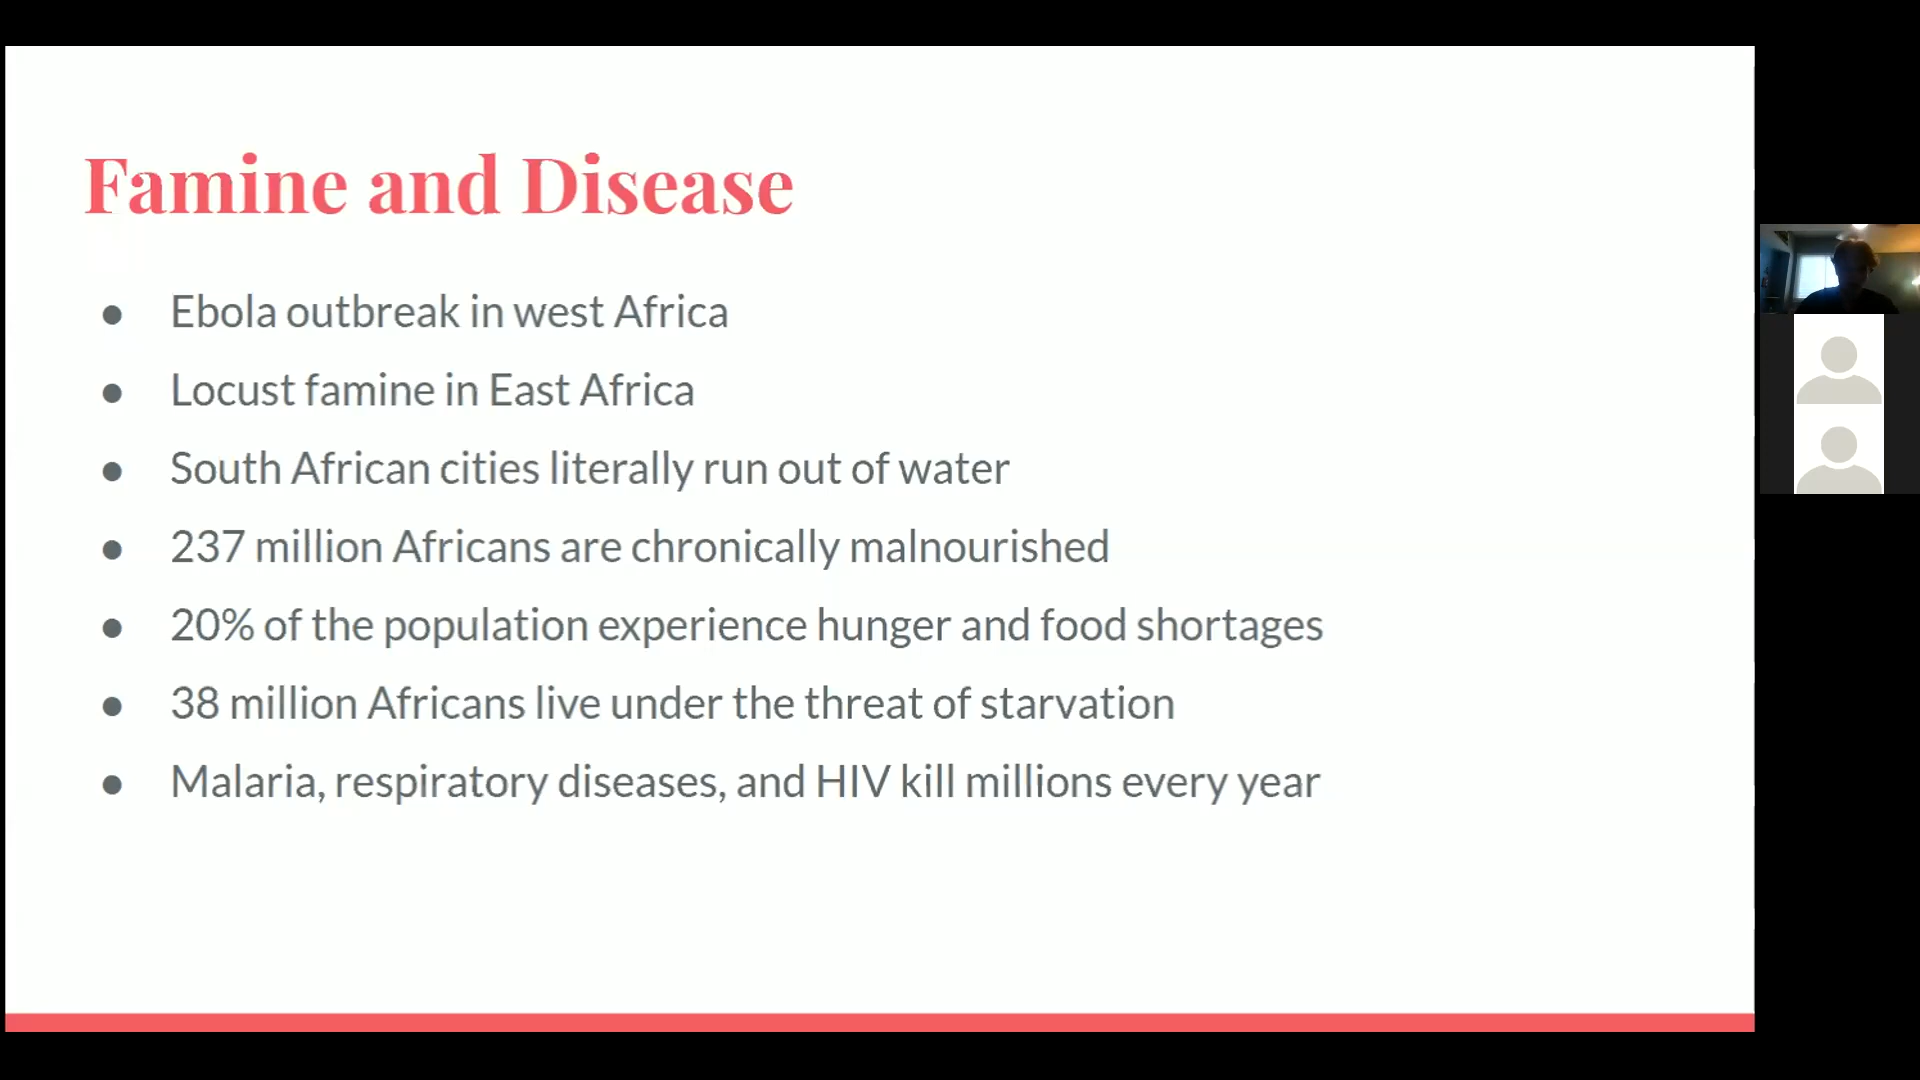 Famine and Disease
● Ebola outbreak in west Africa
● Locust famine in East Africa
● South African cities literally run out of water
● 237 million Africans are chronically malnourished
● 20% of the population experience hunger and food shortages
● 38 million Africans live under the threat of starvation
● Malaria, respiratory diseases, and HIV kill millions every year